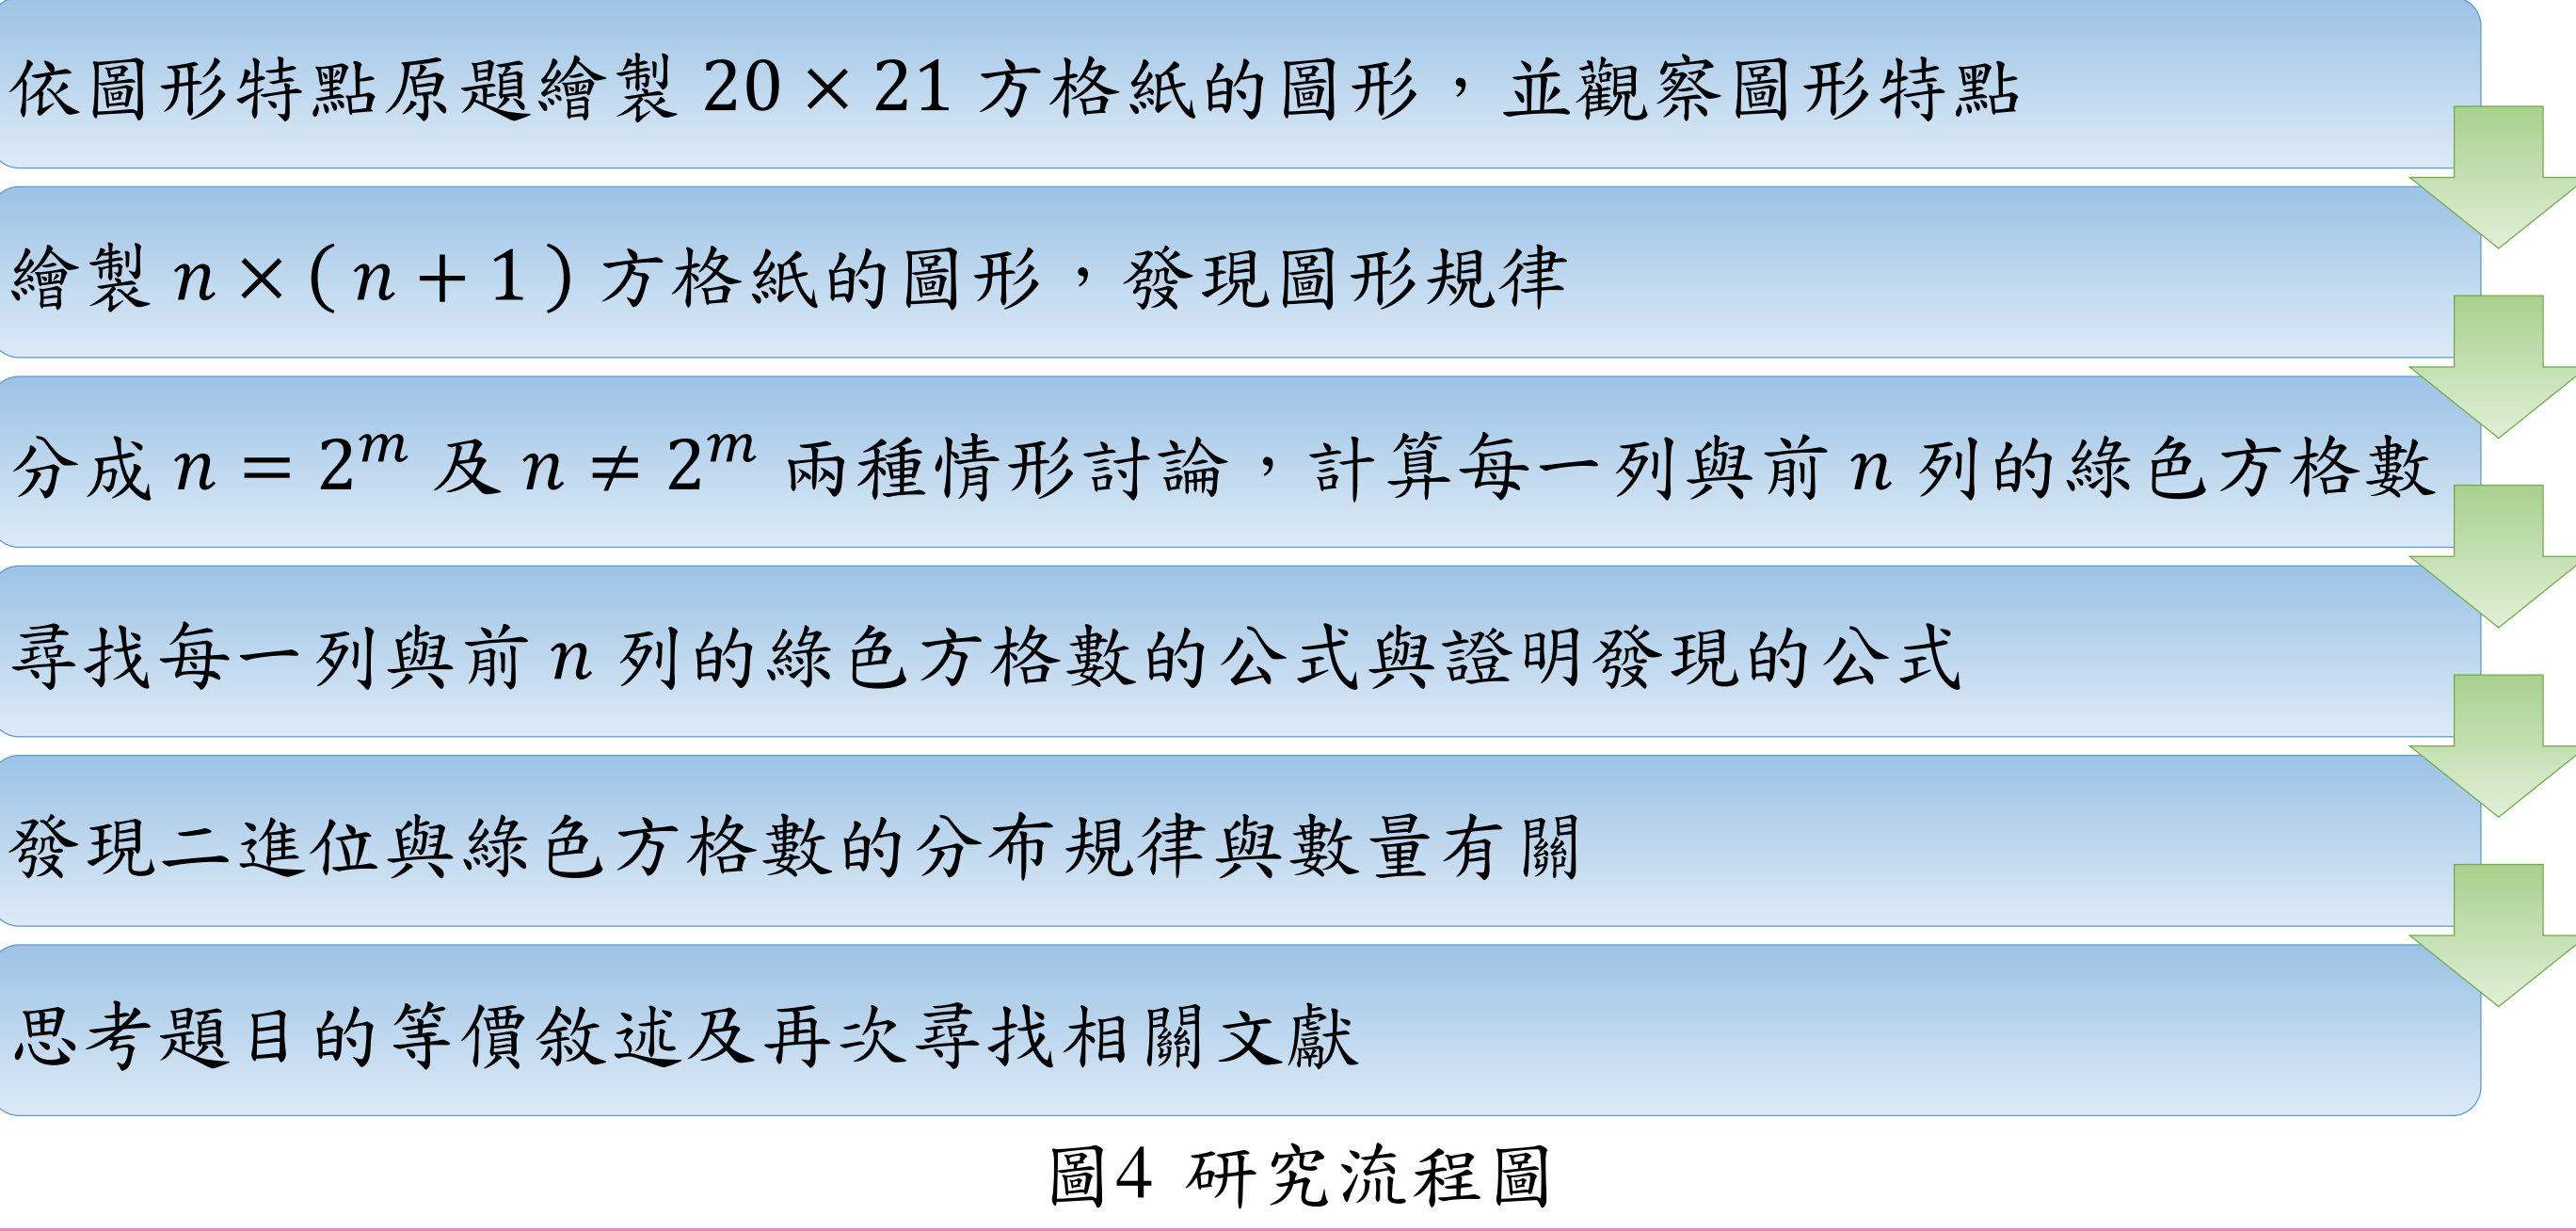 依圖形特點原題繪製 20 × 21 方格紙的圖形，並觀察圖形特點
繪製 n × ( n + 1 ) 方格紙的圖形，發現圖形規律
分成 n = 2^m 及 n ≠ 2^m 兩種情形討論，計算每一列與前 n 列的綠色方格數
尋找每一列與前 n 列的綠色方格數的公式與證明發現的公式
發現二進位與綠色方格數的分布規律與數量有關
思考題目的等價敘述及再次尋找相關文獻
圖4 研究流程圖